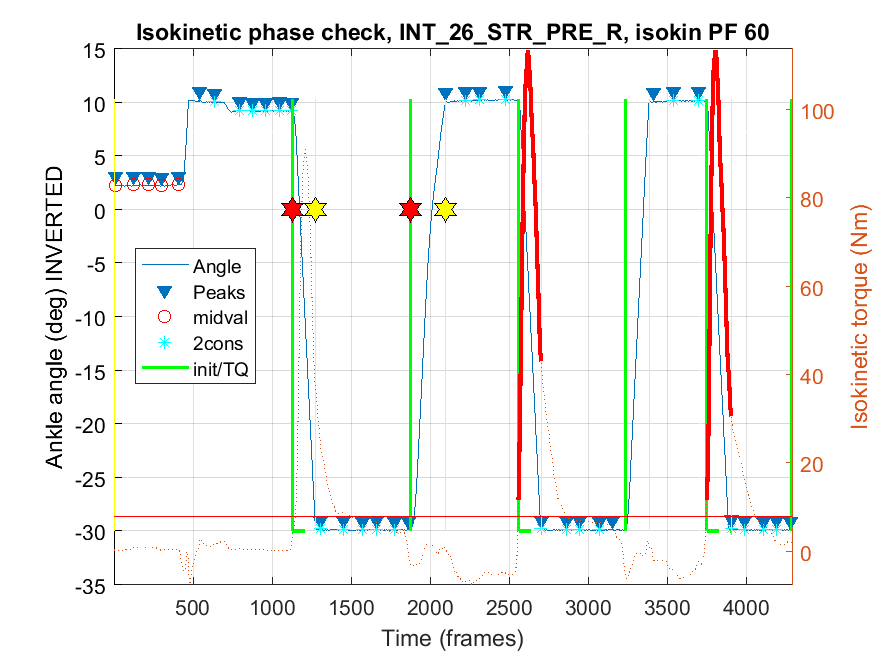 Isokinetic phase check, INT_26_STR_PRE_R, isokin PF 60
Ankle angle (deg) INVERTED
15
10
5
0
-5
-10
-15
-20
-25
-30
-35
Angle
Peaks
midval
2cons
init/TQ
100
80
60
40
20
0
Isokinetic torque (Nm)
500
1000
1500
2000
2500
3000
3500
4000
Time (frames)